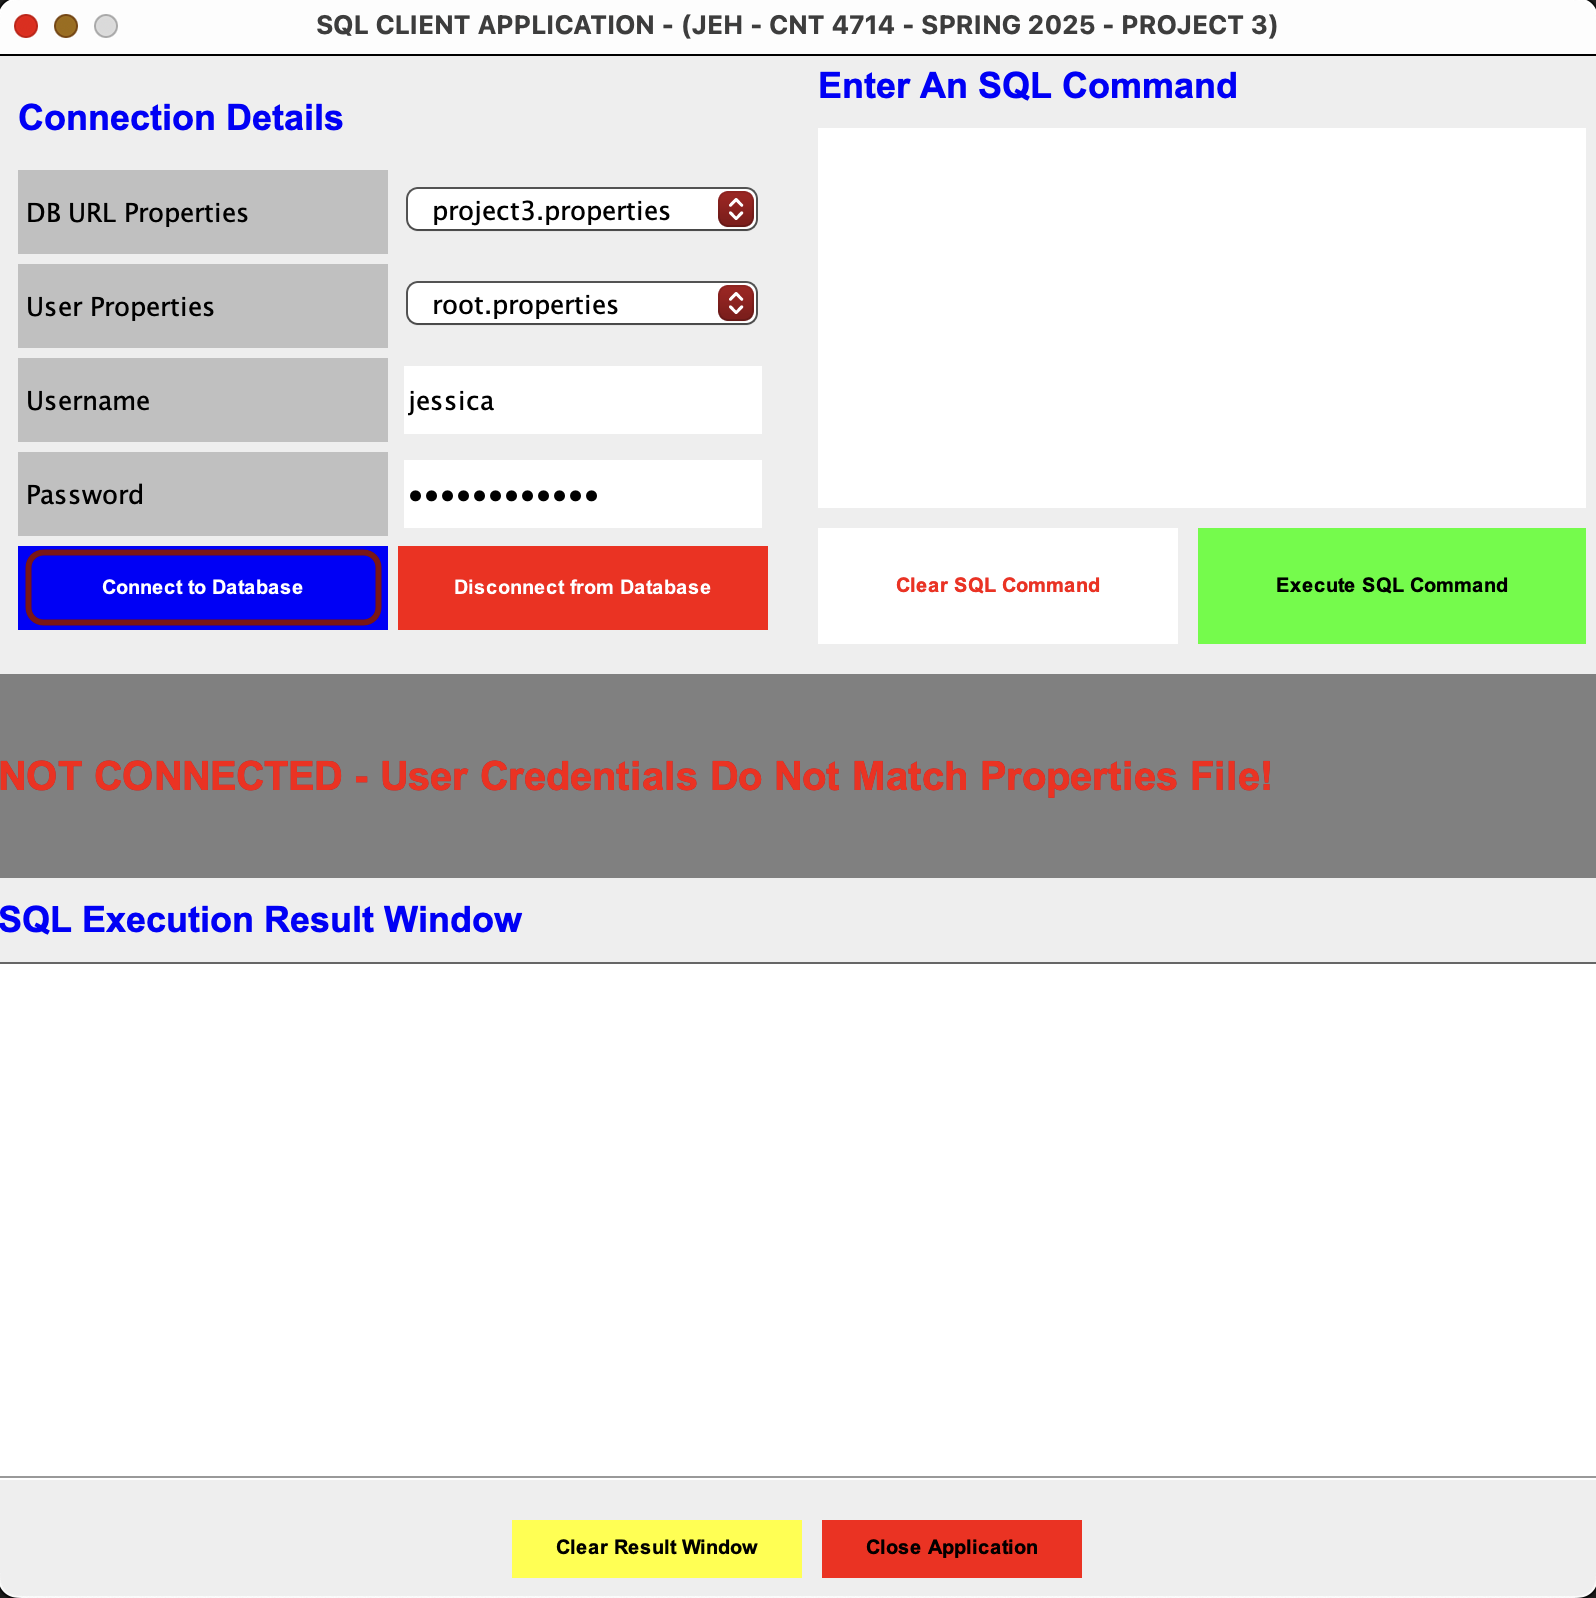 SQL CLIENT APPLICATION - (JEH - CNT 4714 - SPRING 2025 - PROJECT 3)
Connection Details
DB URL Properties
project3.properties
User Properties
root.properties
Username
jessica
Password
••••••••••••
Connect to Database
Disconnect from Database
Enter An SQL Command
Clear SQL Command
Execute SQL Command
NOT CONNECTED - User Credentials Do Not Match Properties File!
SQL Execution Result Window
Clear Result Window
Close Application